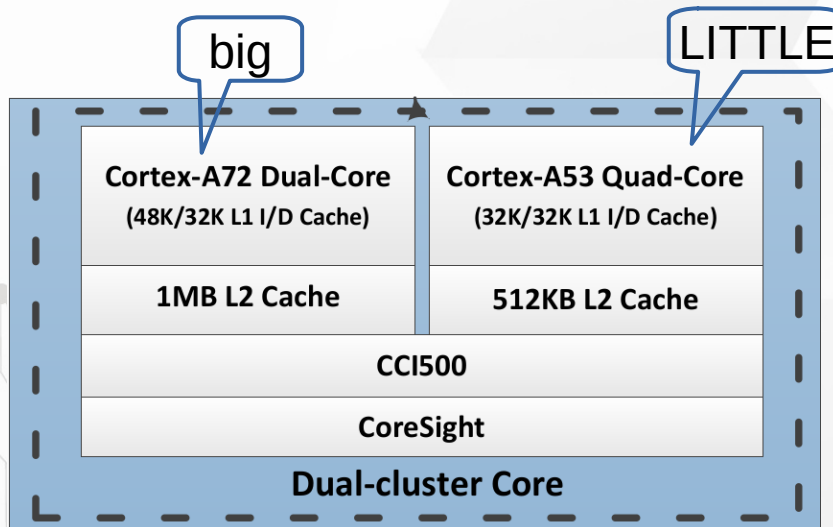 big
LITTLE
Cortex-A72 Dual-Core
(48K/32K L1 I/D Cache)
Cortex-A53 Quad-Core
(32K/32K L1 I/D Cache)
1MB L2 Cache
512KB L2 Cache
CCI500
CoreSight
Dual-cluster Core